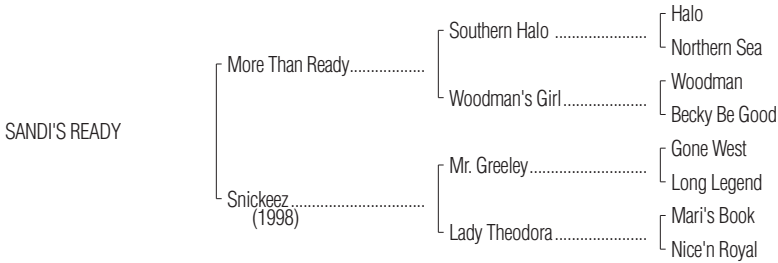 Halo
Southern Halo ......................
Northern Sea
More Than Ready..................
Woodman
Woodman's Girl....................
Becky Be Good
SANDI'S READY
Gone West
Mr. Greeley............................
Long Legend
Snickeez................................
(1998)
Mari's Book
Lady Theodora......................
Nice'n Royal